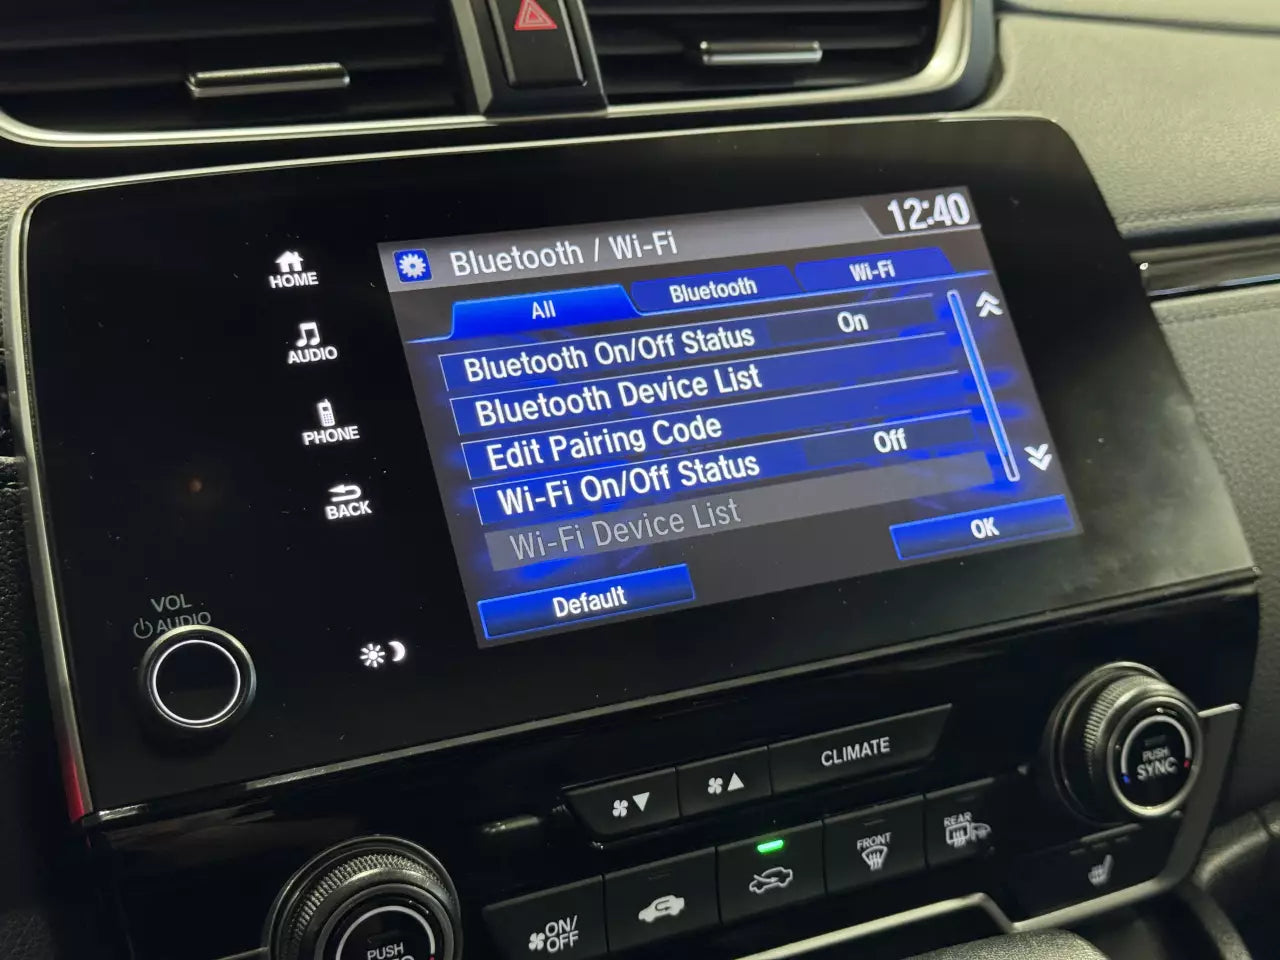 12:40
Bluetooth / Wi-Fi
All
Bluetooth
Wi-Fi
Bluetooth On/Off Status
On
Bluetooth Device List
Edit Pairing Code
Wi-Fi On/Off Status
Off
Wi-Fi Device List
Default
OK
HOME
AUDIO
PHONE
BACK
VOL
AUDIO
CLIMATE
PUSH
SYNC
FRONT
REAR
ON/
OFF
PUSH